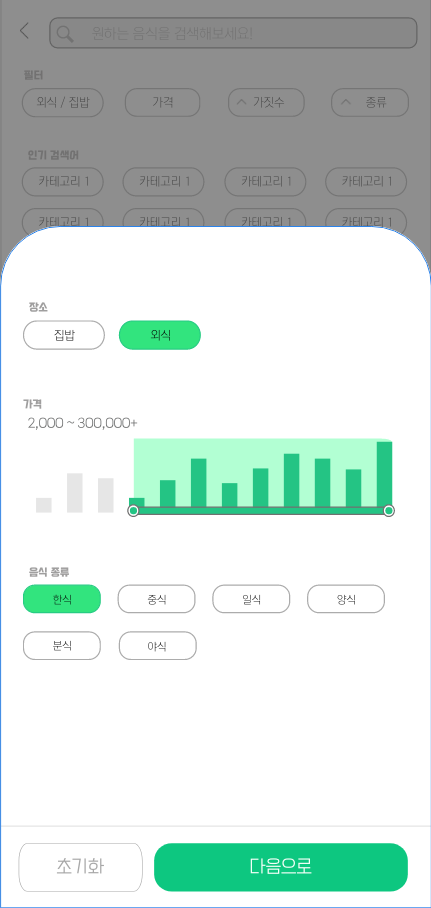 원하는 음식을 검색해보세요!
필터
외식 / 집밥 가격 가짓수 종류
인기 검색어
카테고리 1 카테고리 1 카테고리 1 카테고리 1
카테고리 1 카테고리 1 카테고리 1 카테고리 1
장소
집밥 외식
가격
2,000 ~ 300,000+
음식 종류
한식 중식 일식 양식
분식 야식
초기화 다음으로